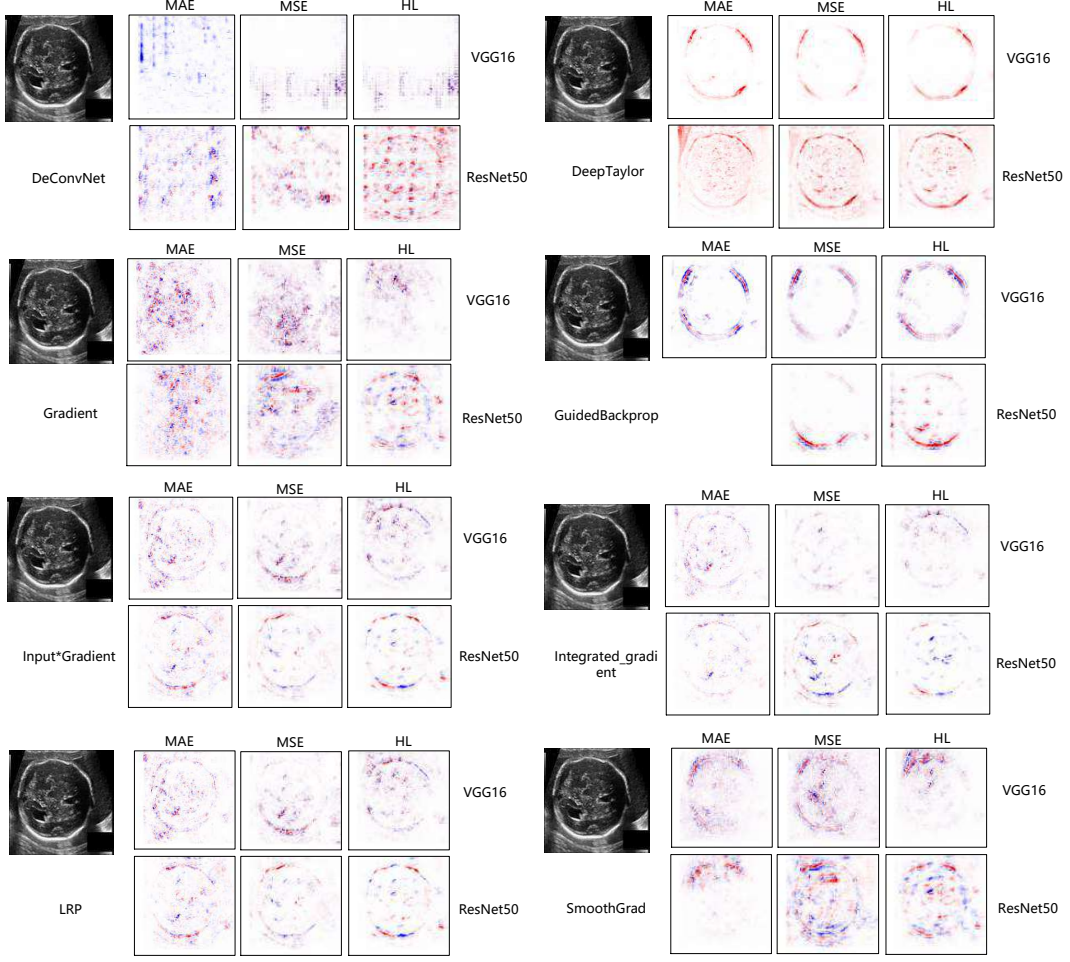 MAE MSE HL
VGG16
DeConvNet
ResNet50
MAE MSE HL
VGG16
DeepTaylor
ResNet50
MAE MSE HL
VGG16
Gradient
ResNet50
MAE MSE HL
VGG16
GuidedBackprop
ResNet50
MAE MSE HL
VGG16
Input*Gradient
ResNet50
MAE MSE HL
VGG16
Integrated_gradi
ent
ResNet50
MAE MSE HL
VGG16
LRP
ResNet50
MAE MSE HL
VGG16
SmoothGrad
ResNet50